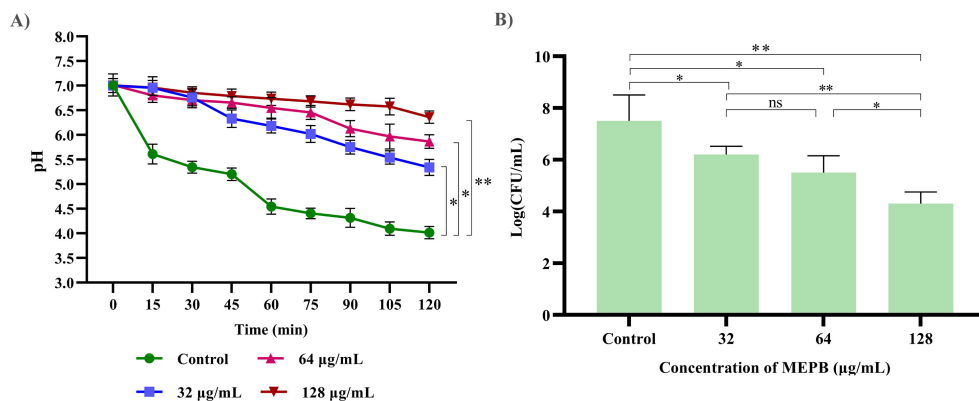 A)
8.0
7.5
7.0
6.5
6.0
5.5
5.0
4.5
4.0
3.5
3.0
pH
0 15 30 45 60 75 90 105 120
Time (min)
*
*
**
Control
64 µg/mL
32 µg/mL
128 µg/mL
B)
10
8
6
4
2
0
Log(CFU/mL)
**
*
*
**
ns
*
Control 32 64 128
Concentration of MEPB (µg/mL)